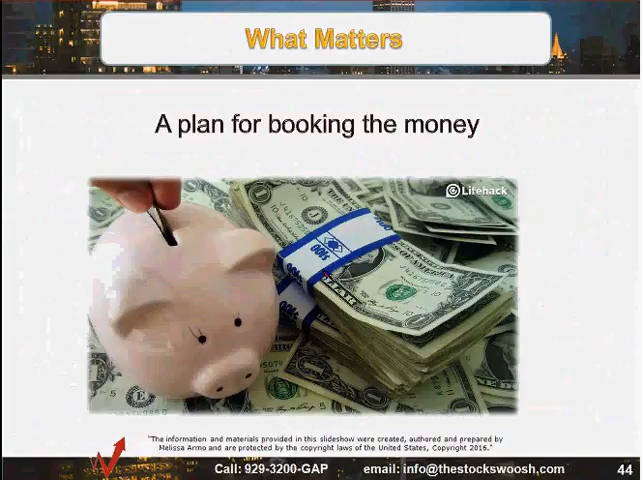 What Matters
A plan for booking the money
Lifehack
$100
"The information and materials provided in this slideshow were created, authored and prepared by
Melissa Armo and are protected by the copyright laws of the United States, Copyright 2016."
Call: 929-3200-GAP
email: info@thestockswoosh.com
44